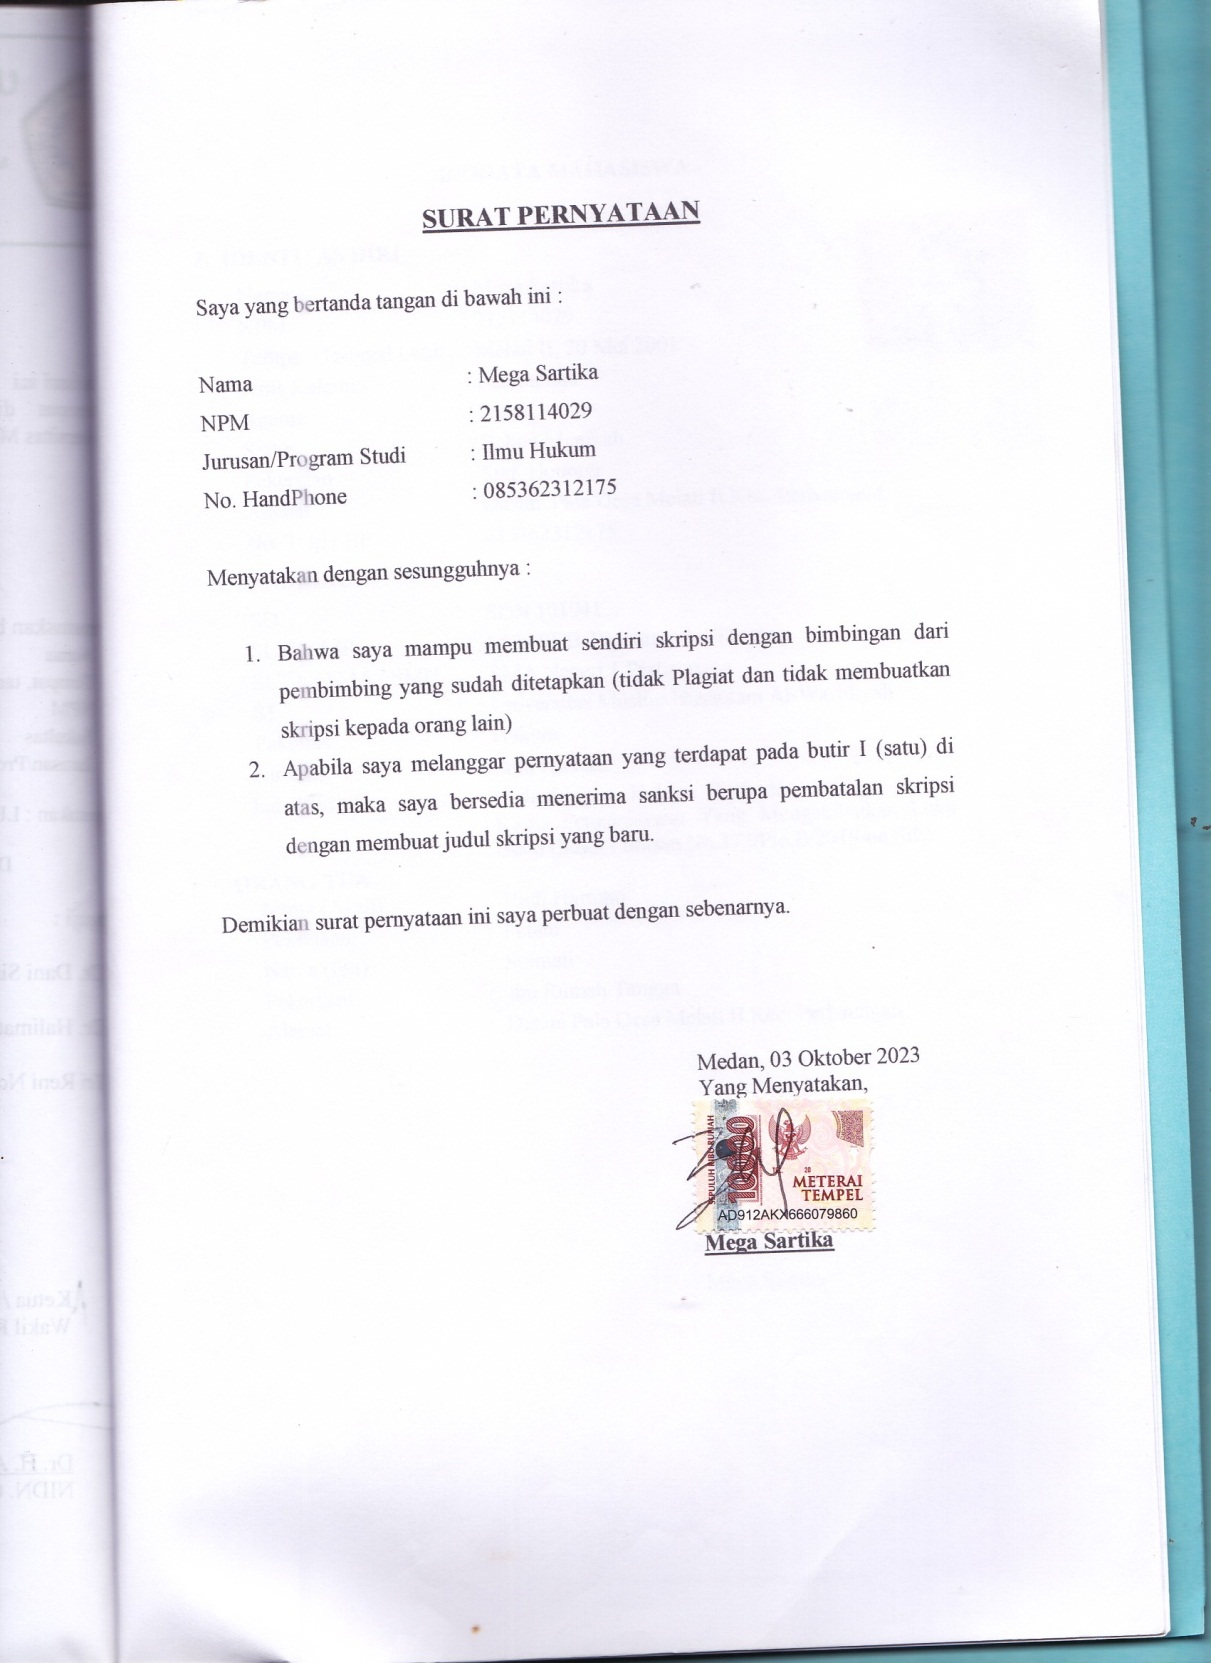 SURAT PERNYATAAN
Saya yang bertanda tangan di bawah ini :
Nama : Mega Sartika
NPM : 2158114029
Jurusan/Program Studi : Ilmu Hukum
No. HandPhone : 085362312175
Menyatakan dengan sesungguhnya :
1. Bahwa saya mampu membuat sendiri skripsi dengan bimbingan dari
pembimbing yang sudah ditetapkan (tidak Plagiat dan tidak membuatkan
skripsi kepada orang lain)
2. Apabila saya melanggar pernyataan yang terdapat pada butir I (satu) di
atas, maka saya bersedia menerima sanksi berupa pembatalan skripsi
dengan membuat judul skripsi yang baru.
Demikian surat pernyataan ini saya perbuat dengan sebenarnya.
Medan, 03 Oktober 2023
Yang Menyatakan,
SEPULUH RIBU RUPIAH
10000
METERAI
TEMPEL
AD912AKX666079860
Mega Sartika